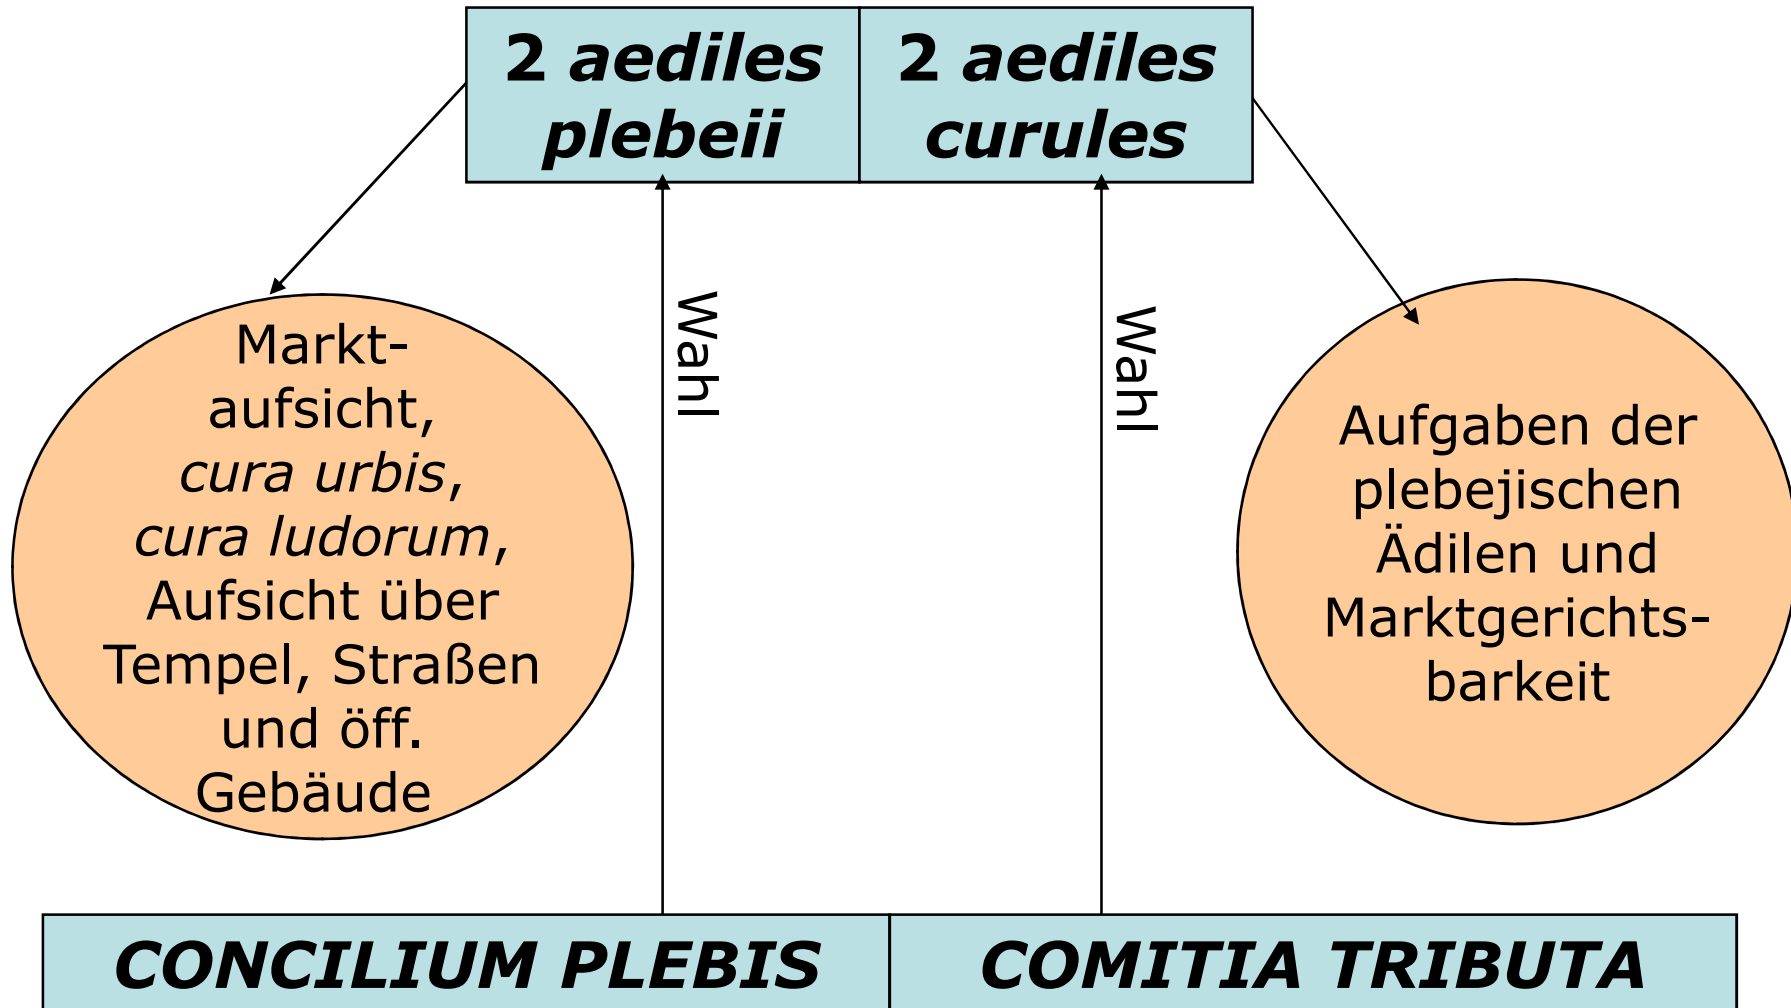 2 aediles
plebeii
2 aediles
curules
Wahl
Wahl
Markt-
aufsicht,
cura urbis,
cura ludorum,
Aufsicht über
Tempel, Straßen
und öff.
Gebäude
Aufgaben der
plebejischen
Ädilen und
Marktgerichts-
barkeit
CONCILIUM PLEBIS
COMITIA TRIBUTA